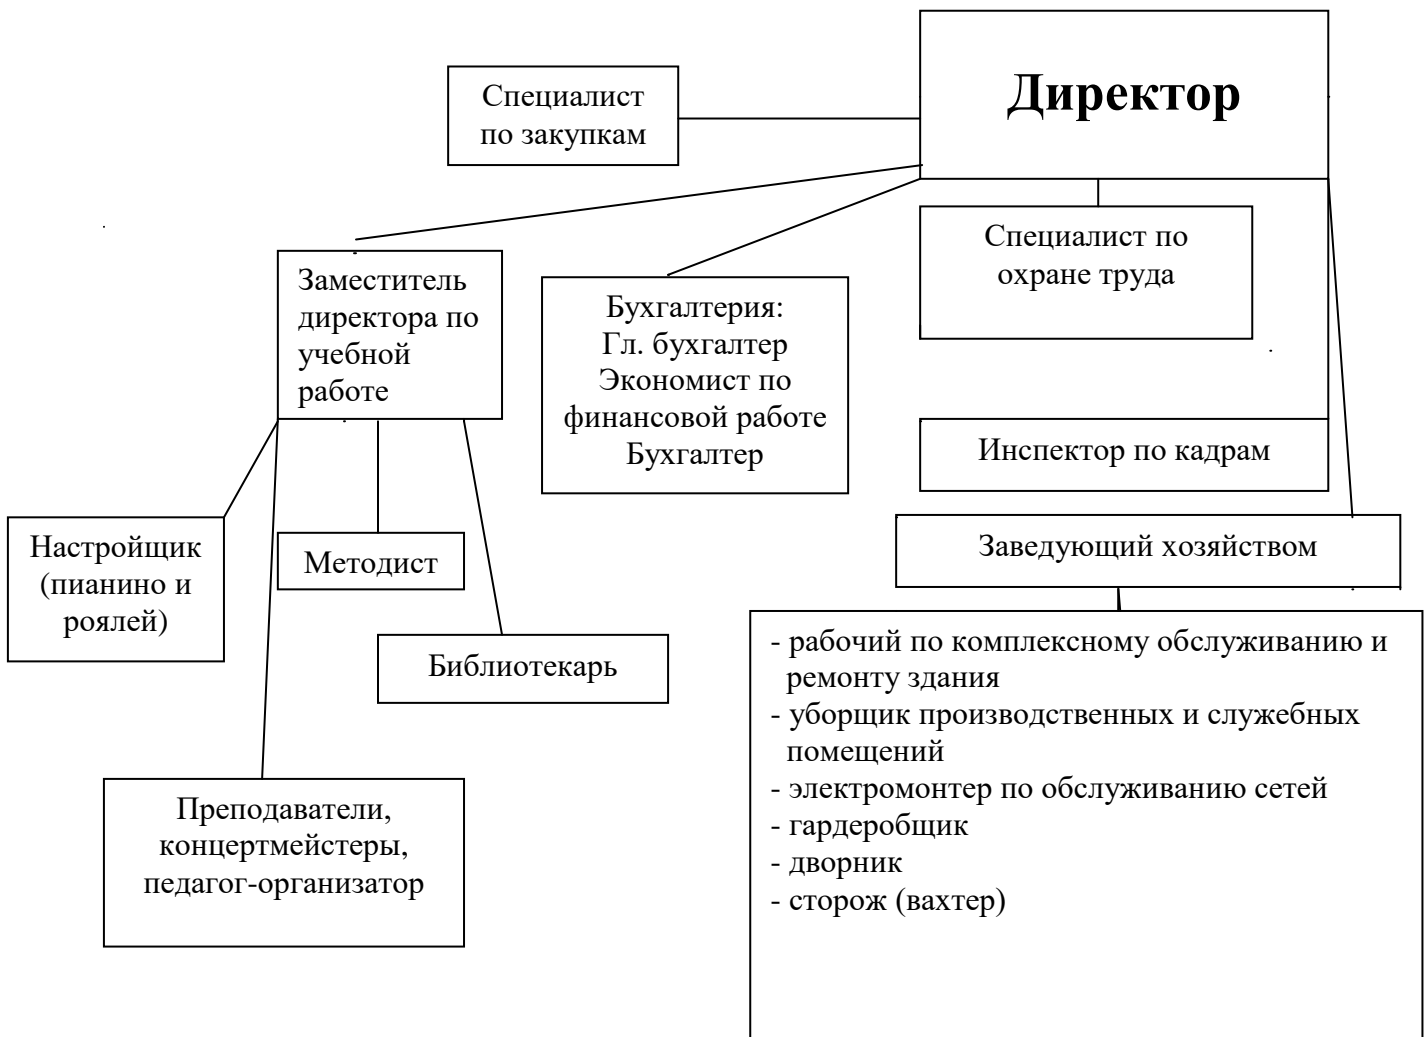 Директор
Специалист
по закупкам
Специалист по
охране труда
Заместитель
директора по
учебной
работе
Бухгалтерия:
Гл. бухгалтер
Экономист по
финансовой работе
Бухгалтер
Инспектор по кадрам
Заведующий хозяйством
Настройщик
(пианино и
роялей)
Методист
Библиотекарь
Преподаватели,
концертмейстеры,
педагог-организатор
- рабочий по комплексному обслуживанию и
ремонту здания
- уборщик производственных и служебных
помещений
- электромонтер по обслуживанию сетей
- гардеробщик
- дворник
- сторож (вахтер)